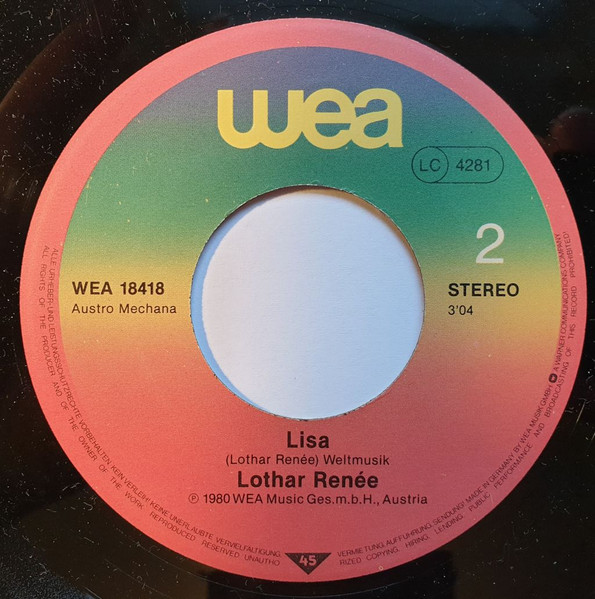 wea
LC 4281
2
WEA 18418
Austro Mechana
STEREO
3'04
Lisa
(Lothar Renée) Weltmusik
Lothar Renée
℗ 1980 WEA Music Ges.m.b.H., Austria
45
ALLE URHEBER- UND LEISTUNGSSCHUTZRECHTE VORBEHALTEN. KEIN VERLEIH! KEINE UNERLAUBTE VERVIELFÄLTIGUNG,
VERMIETUNG, AUFFÜHRUNG, SENDUNG! MADE IN GERMANY BY WEA MUSIK GMBH A WARNER COMMUNICATIONS COMPANY
ALL RIGHTS OF THE PRODUCER AND OF THE OWNER OF THE WORK REPRODUCED RESERVED. UNAUTHO
RIZED COPYING, HIRING, LENDING, PUBLIC PERFORMANCE AND BROADCASTING OF THIS RECORD PROHIBITED!